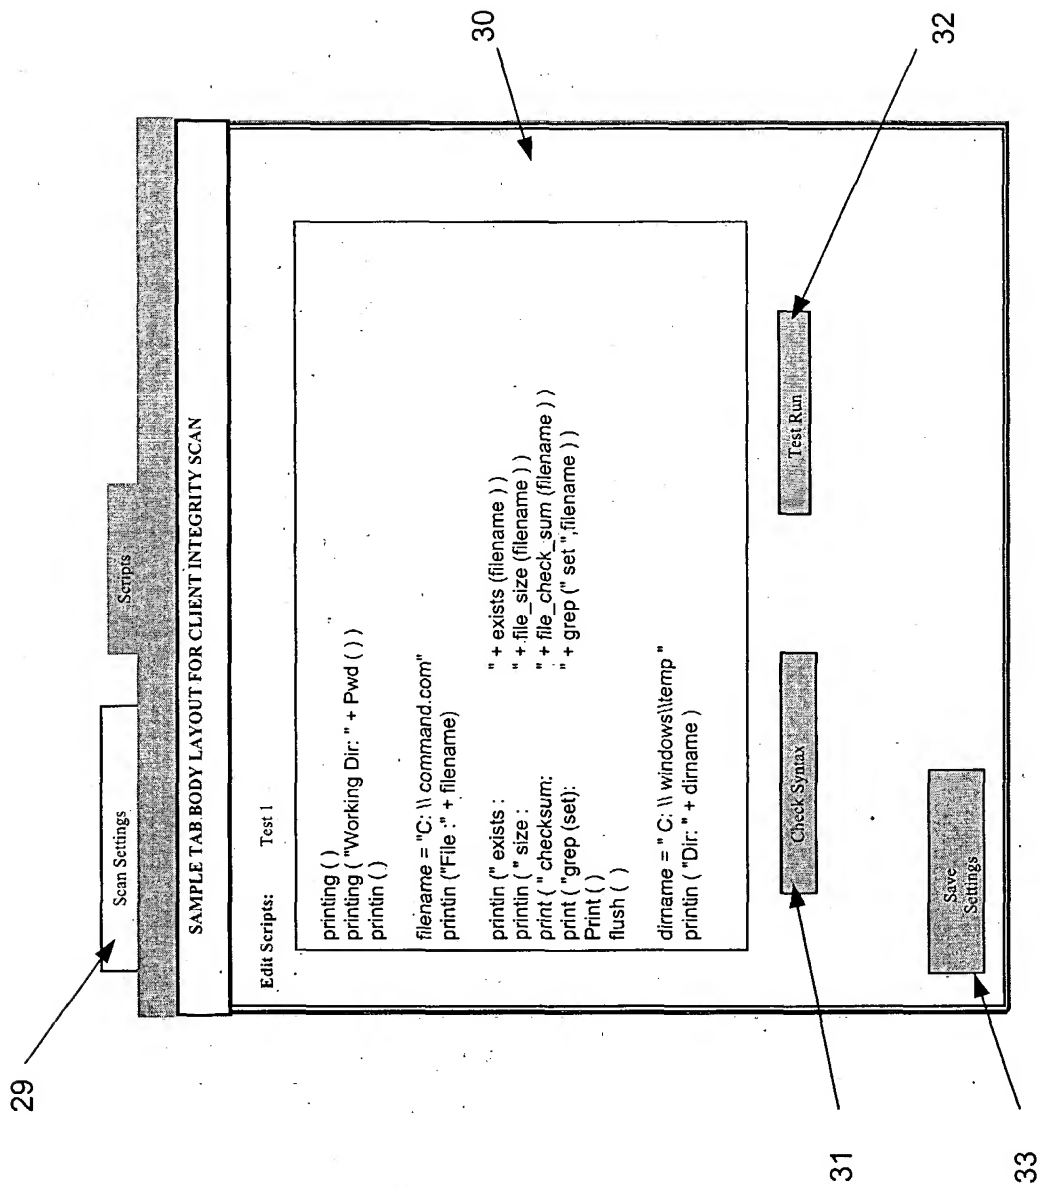 29
30
Scan Settings
Scripts
SAMPLE TAB BODY LAYOUT FOR CLIENT INTEGRITY SCAN
Edit Scripts: Test 1
printing ( )
printing ( "Working Dir: " + Pwd ( ) )
printin ( )
filename = "C: \\ command.com"
printin ("File :" + filename)
printin (" exists : " + exists (filename ) )
printin ( " size : " + file_size (filename ) )
print ( " checksum: " + file_check_sum (filename ) )
print ( "grep (set): " + grep (" set ",filename ) )
Print ( )
flush ( )
dirname = " C: \\ windows\\temp "
printin ( "Dir: " + dirname )
Check Syntax
Test Run
Save
Settings
31
32
33